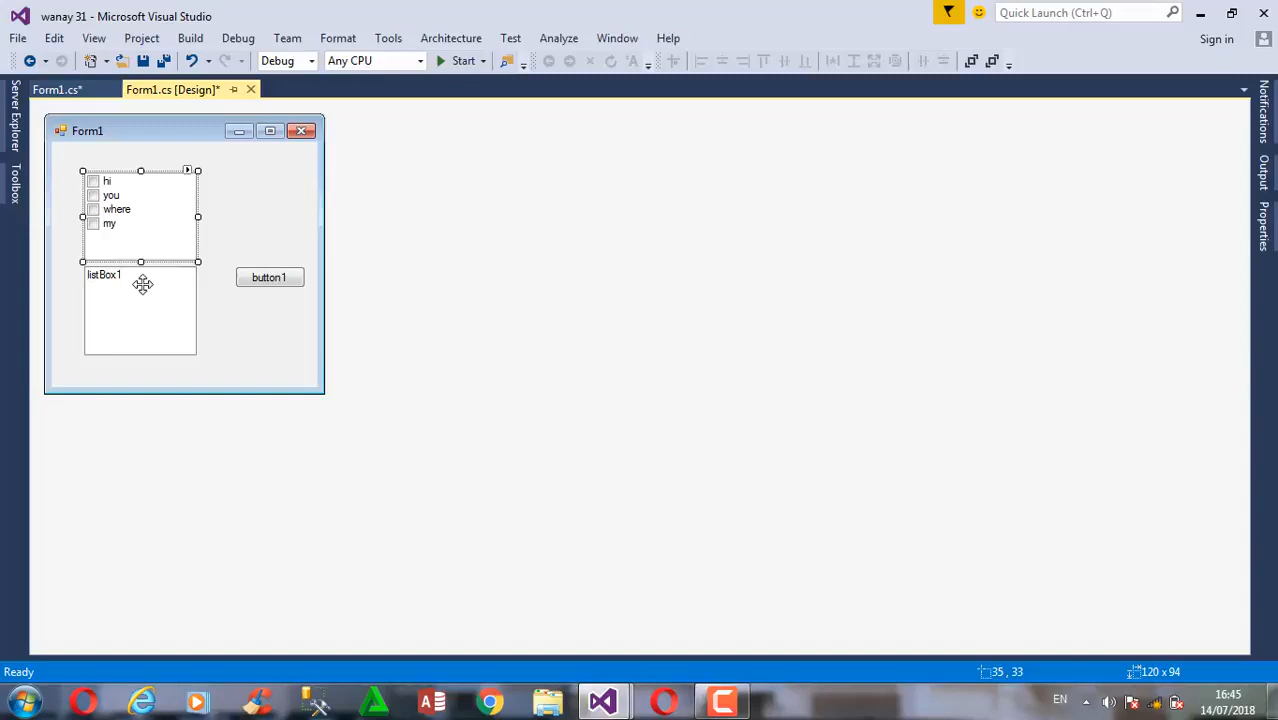 wanay 31 - Microsoft Visual Studio
Quick Launch (Ctrl+Q)
File Edit View Project Build Debug Team Format Tools Architecture Test Analyze Window Help
Sign in
Debug Any CPU Start
Form1.cs* Form1.cs [Design]*
Server Explorer
Toolbox
Notifications
Output
Properties
Form1
hi
you
where
my
listBox1
button1
Ready
35, 33
120 x 94
EN
16:45
14/07/2018